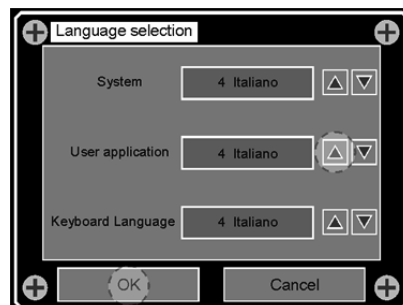 Language selection
System 4 Italiano
User application 4 Italiano
Keyboard Language 4 Italiano
OK Cancel